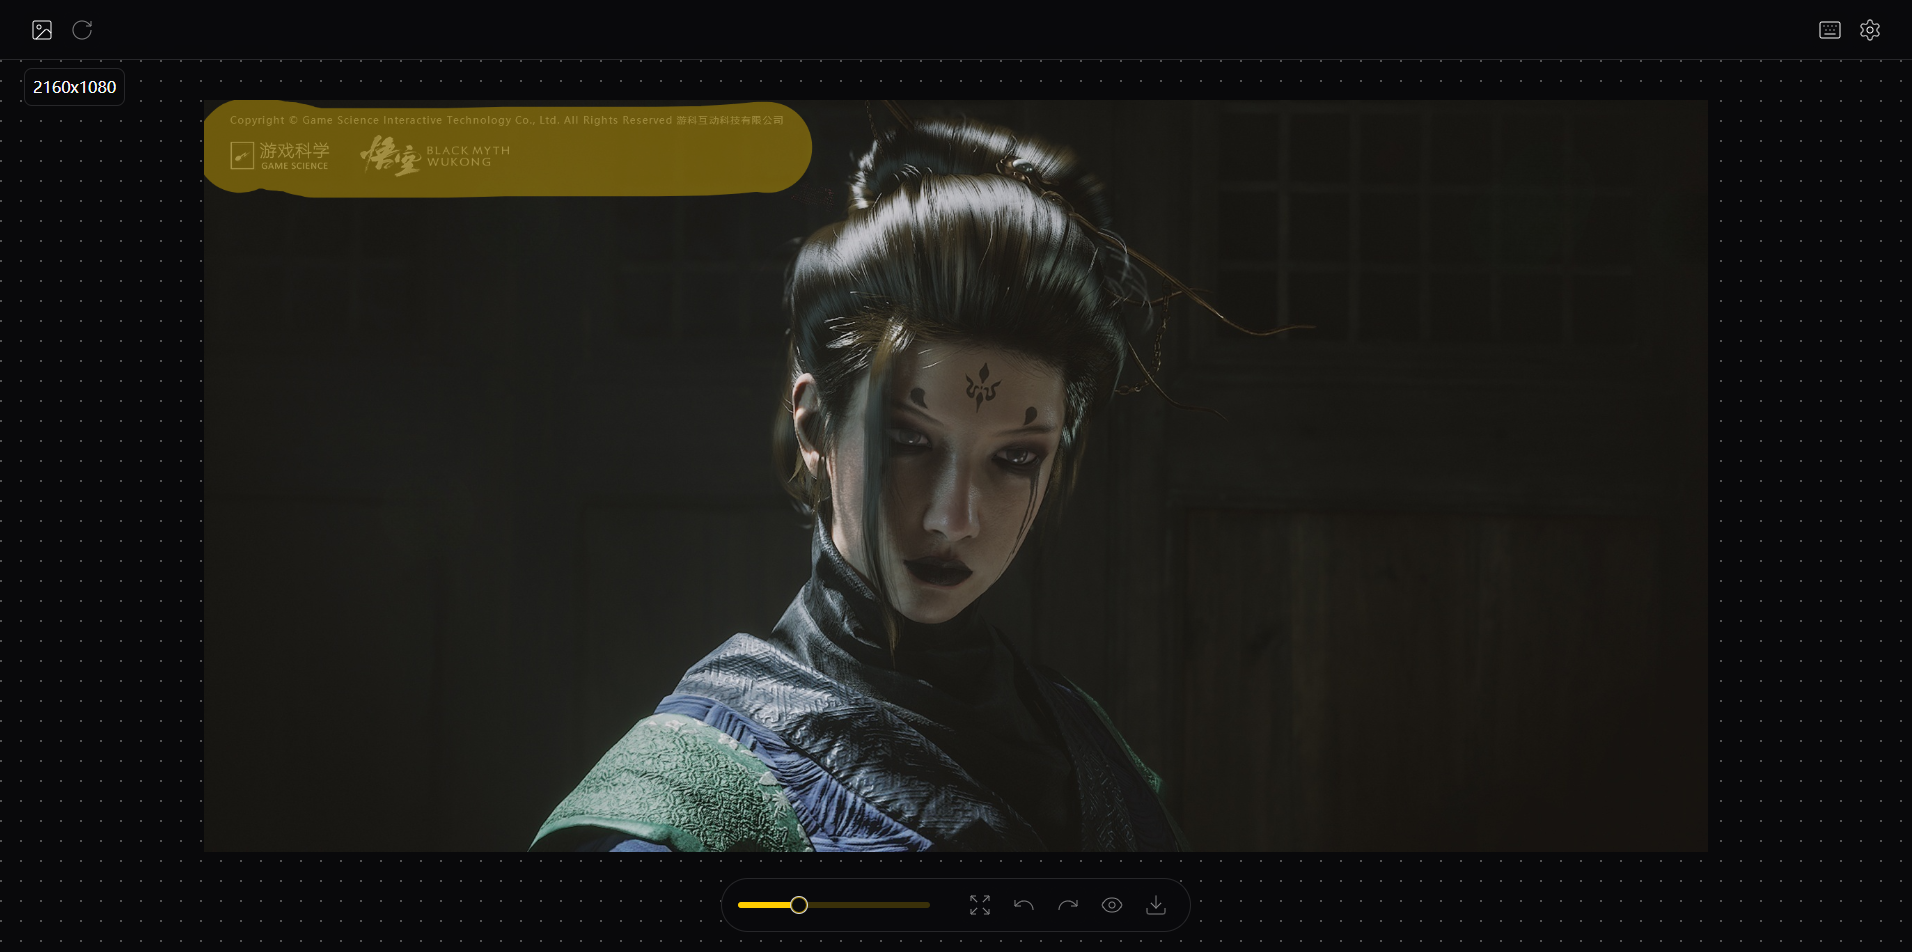 2160x1080
Copyright © Game Science Interactive Technology Co., Ltd. All Rights Reserved 游科互动科技有限公司
游戏科学
GAME SCIENCE
悟空
BLACK MYTH
WUKONG